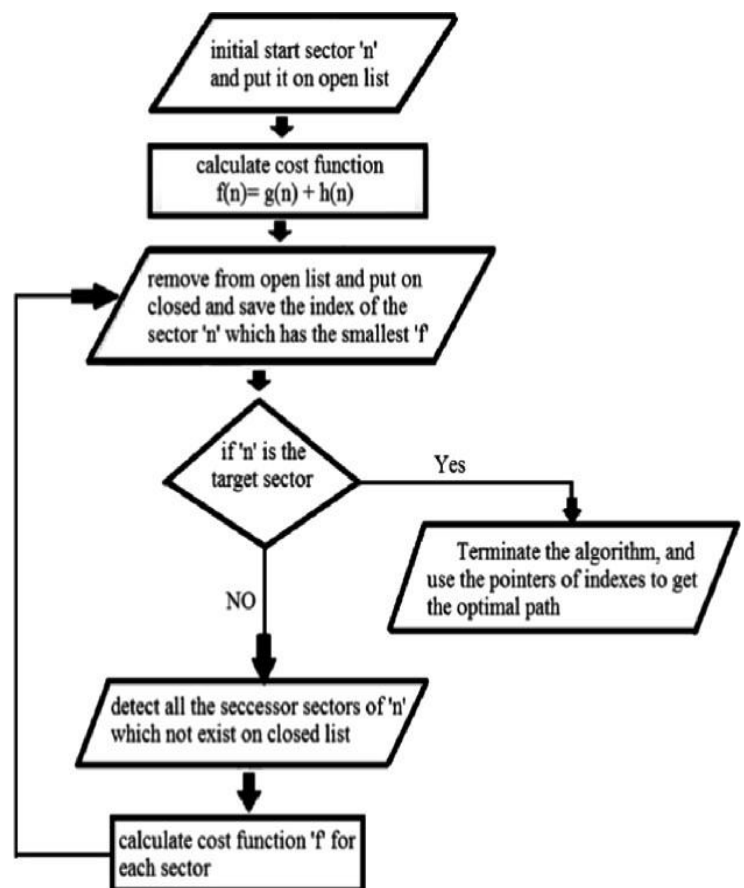 initial start sector 'n'
and put it on open list
calculate cost function
f(n)= g(n) + h(n)
remove from open list and put on
closed and save the index of the
sector 'n' which has the smallest 'f'
if 'n' is the
target sector
Yes
Terminate the algorithm, and
use the pointers of indexes to get
the optimal path
NO
detect all the seccessor sectors of 'n'
which not exist on closed list
calculate cost function 'f' for
each sector